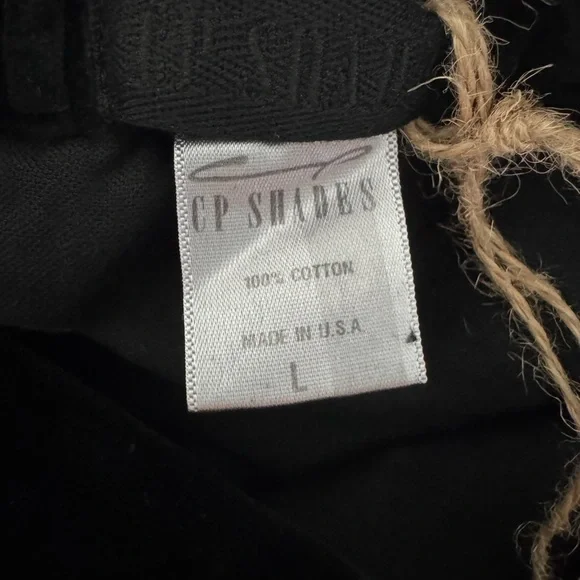 CP SHADES
100% COTTON
MADE IN U.S.A.
L